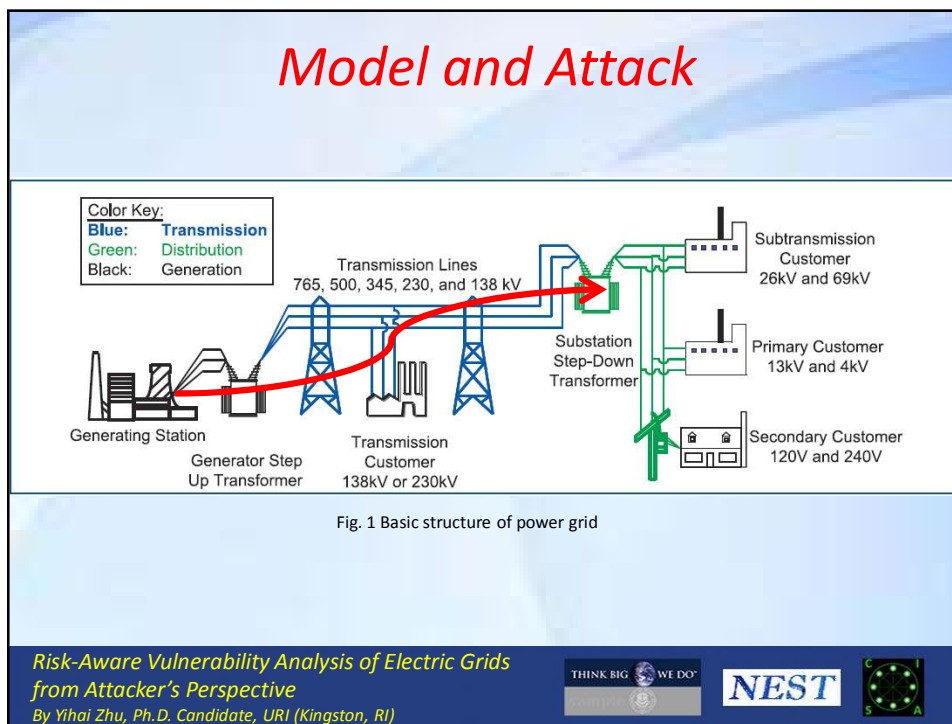 Model and Attack
Color Key:
Blue: Transmission
Green: Distribution
Black: Generation
Transmission Lines
765, 500, 345, 230, and 138 kV
Subtransmission
Customer
26kV and 69kV
Substation
Step-Down
Transformer
Primary Customer
13kV and 4kV
Generating Station
Generator Step
Up Transformer
Transmission
Customer
138kV or 230kV
Secondary Customer
120V and 240V
Fig. 1 Basic structure of power grid
Risk-Aware Vulnerability Analysis of Electric Grids
from Attacker's Perspective
By Yihai Zhu, Ph.D. Candidate, URI (Kingston, RI)
THINK BIG WE DO℠
NEST
C I
S A